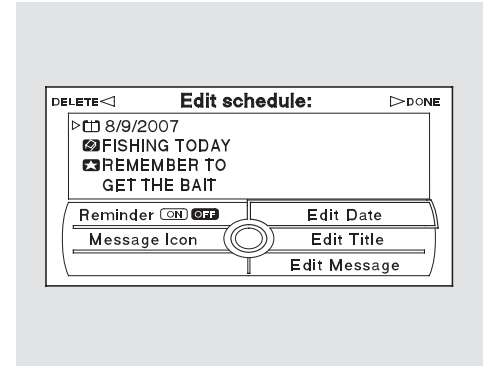 DELETE Edit schedule: DONE
8/9/2007
FISHING TODAY
REMEMBER TO
GET THE BAIT
Reminder ON OFF Edit Date
Message Icon Edit Title
Edit Message